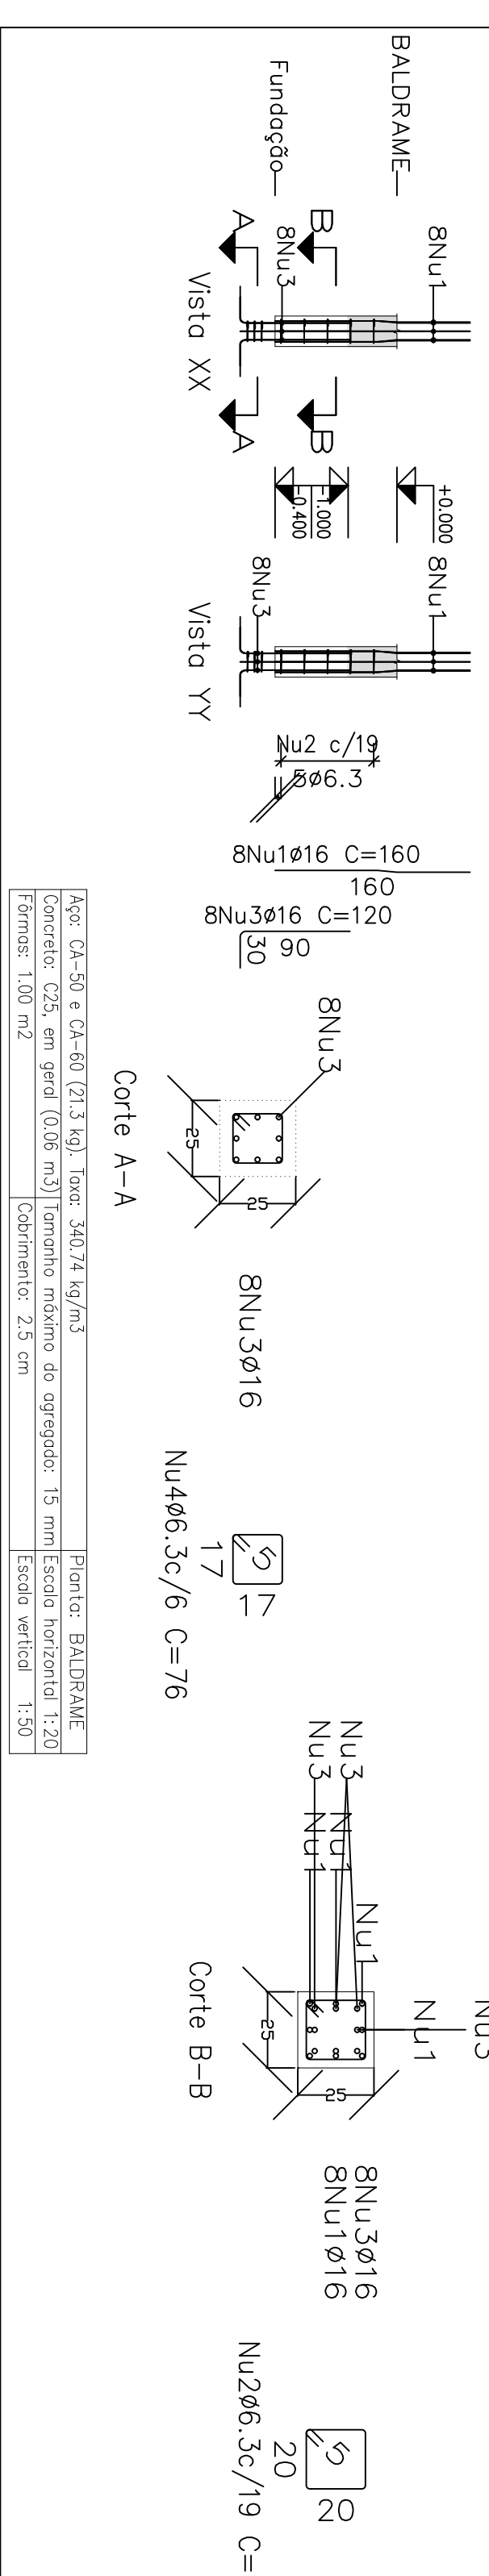 BALDRAME
Fundação
8Nu1
B
8Nu3
A
Vista XX
B
A
+0.000
-1.000
-0.400
8Nu1
8Nu3
Vista YY
Nu2 c/19
5ø6.3
8Nu1ø16 C=160
160
8Nu3ø16 C=120
90
30
8Nu3
25
25
Corte A-A
8Nu3ø16
5
17
17
Nu4ø6.3c/6 C=76
Aço: CA-50 e CA-60 (21.3 kg). Taxa: 340.74 kg/m3 Planta: BALDRAME
Concreto: C25, em geral (0.06 m3) Tamanho máximo do agregado: 15 mm Escala horizontal 1:20
Fôrmas: 1.00 m2 Cobrimento: 2.5 cm Escala vertical 1:50
Nu3
Nu3
Nu1
Nu1
Nu1
Nu3
Nu1
25
25
Corte B-B
8Nu3ø16
8Nu1ø16
5
20
20
Nu2ø6.3c/19 C=